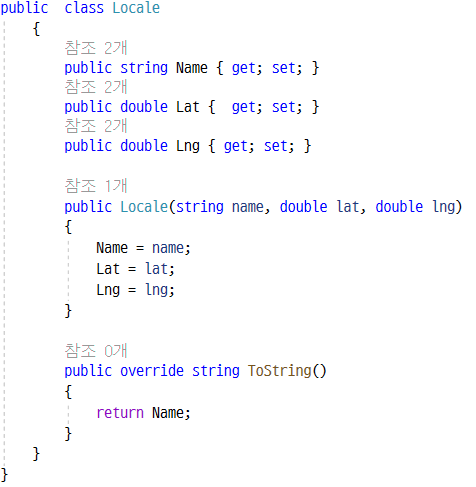 public  class Locale
    {
        참조 2개
        public string Name { get; set; }
        참조 2개
        public double Lat {  get; set; }
        참조 2개
        public double Lng { get; set; }

        참조 1개
        public Locale(string name, double lat, double lng)
        {
            Name = name;
            Lat = lat;
            Lng = lng;
        }

        참조 0개
        public override string ToString()
        {
            return Name;
        }
    }
}